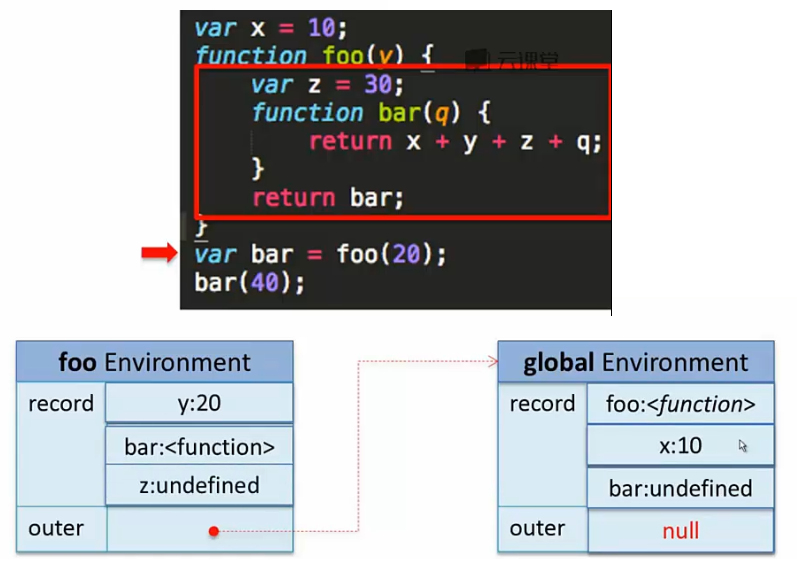 var x = 10;
function foo(y) {
云课堂
var z = 30;
function bar(q) {
return x + y + z + q;
}
return bar;
}
var bar = foo(20);
bar(40);
foo Environment
record
y:20
bar:<function>
z:undefined
outer
global Environment
record
foo:<function>
x:10
bar:undefined
outer
null